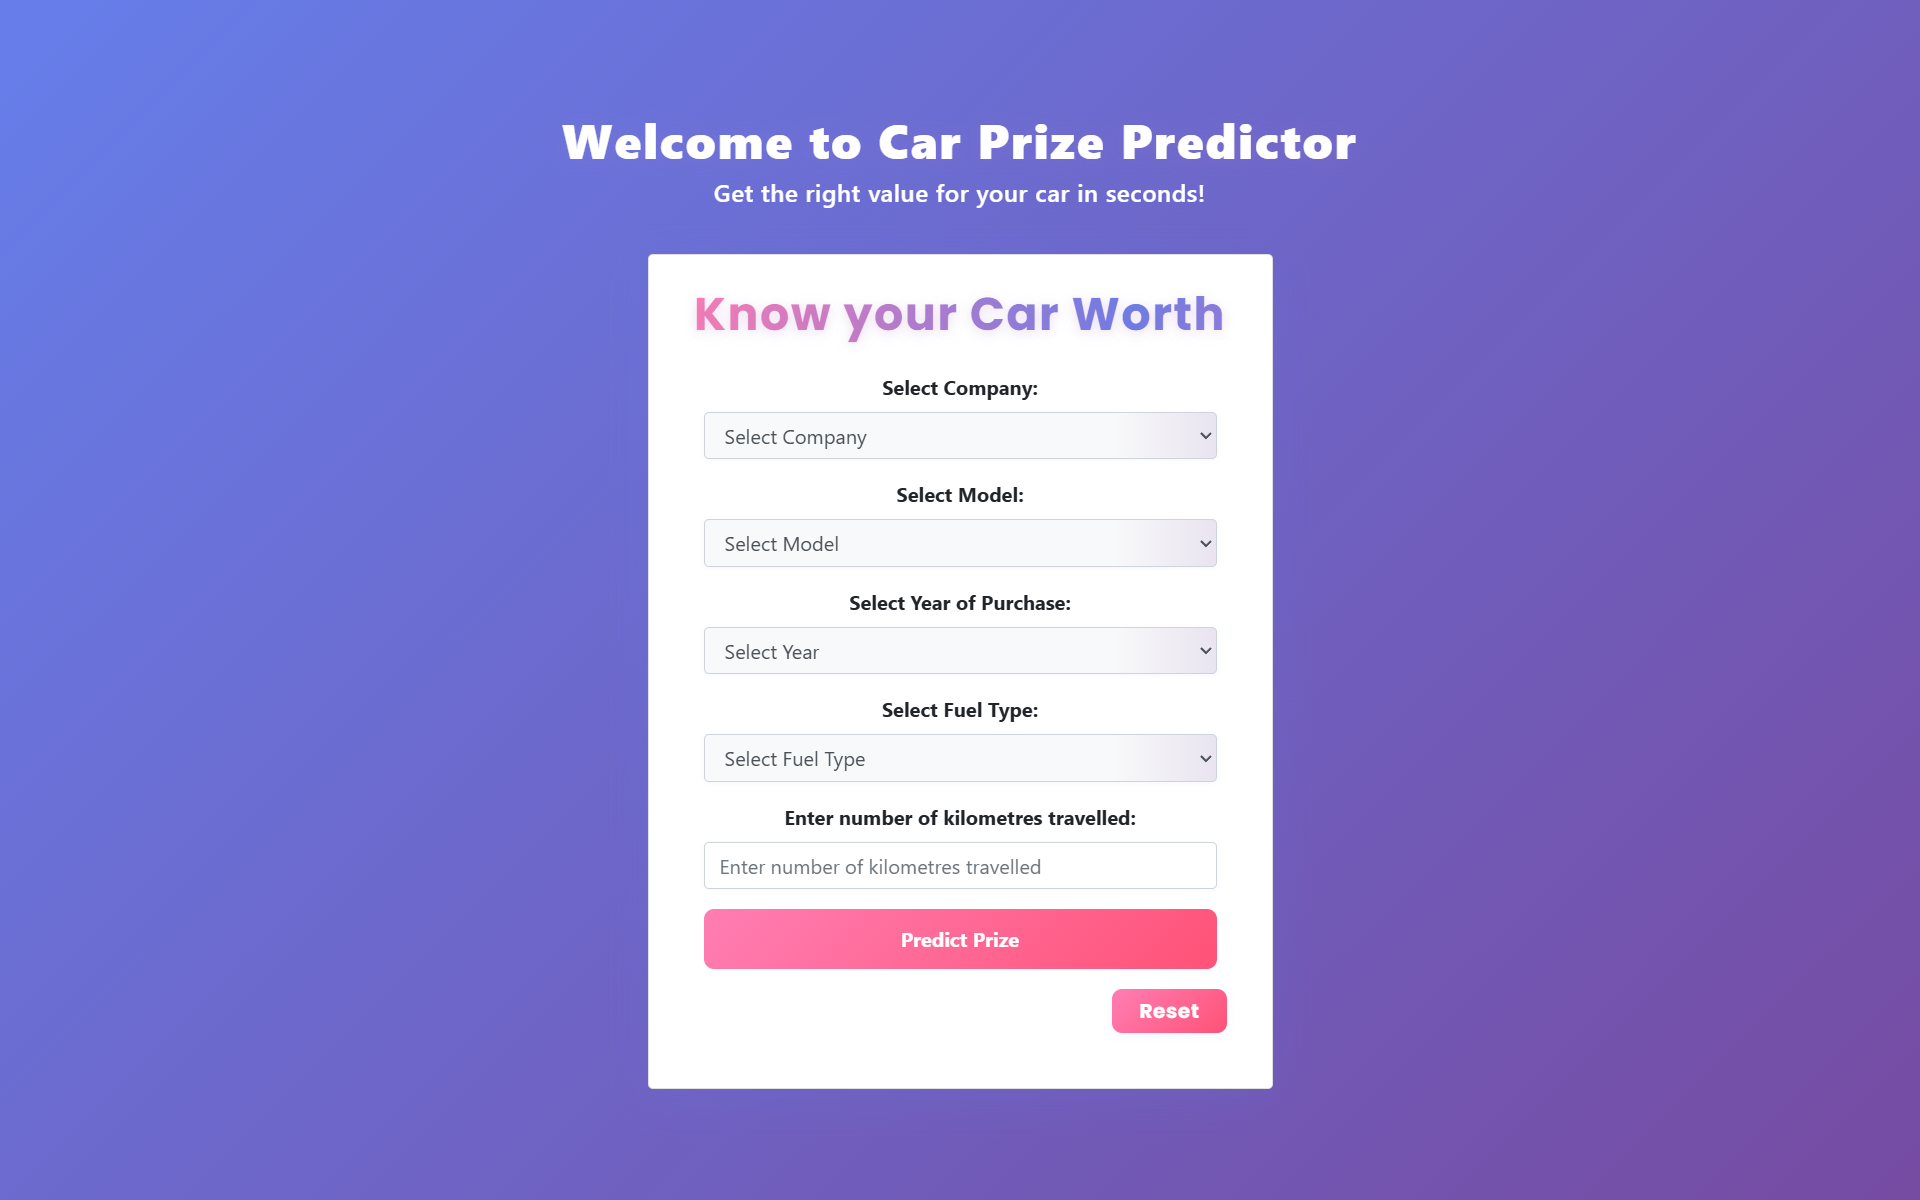 Welcome to Car Prize Predictor
Get the right value for your car in seconds!
Know your Car Worth
Select Company:
Select Company
Select Model:
Select Model
Select Year of Purchase:
Select Year
Select Fuel Type:
Select Fuel Type
Enter number of kilometres travelled:
Enter number of kilometres travelled
Predict Prize
Reset